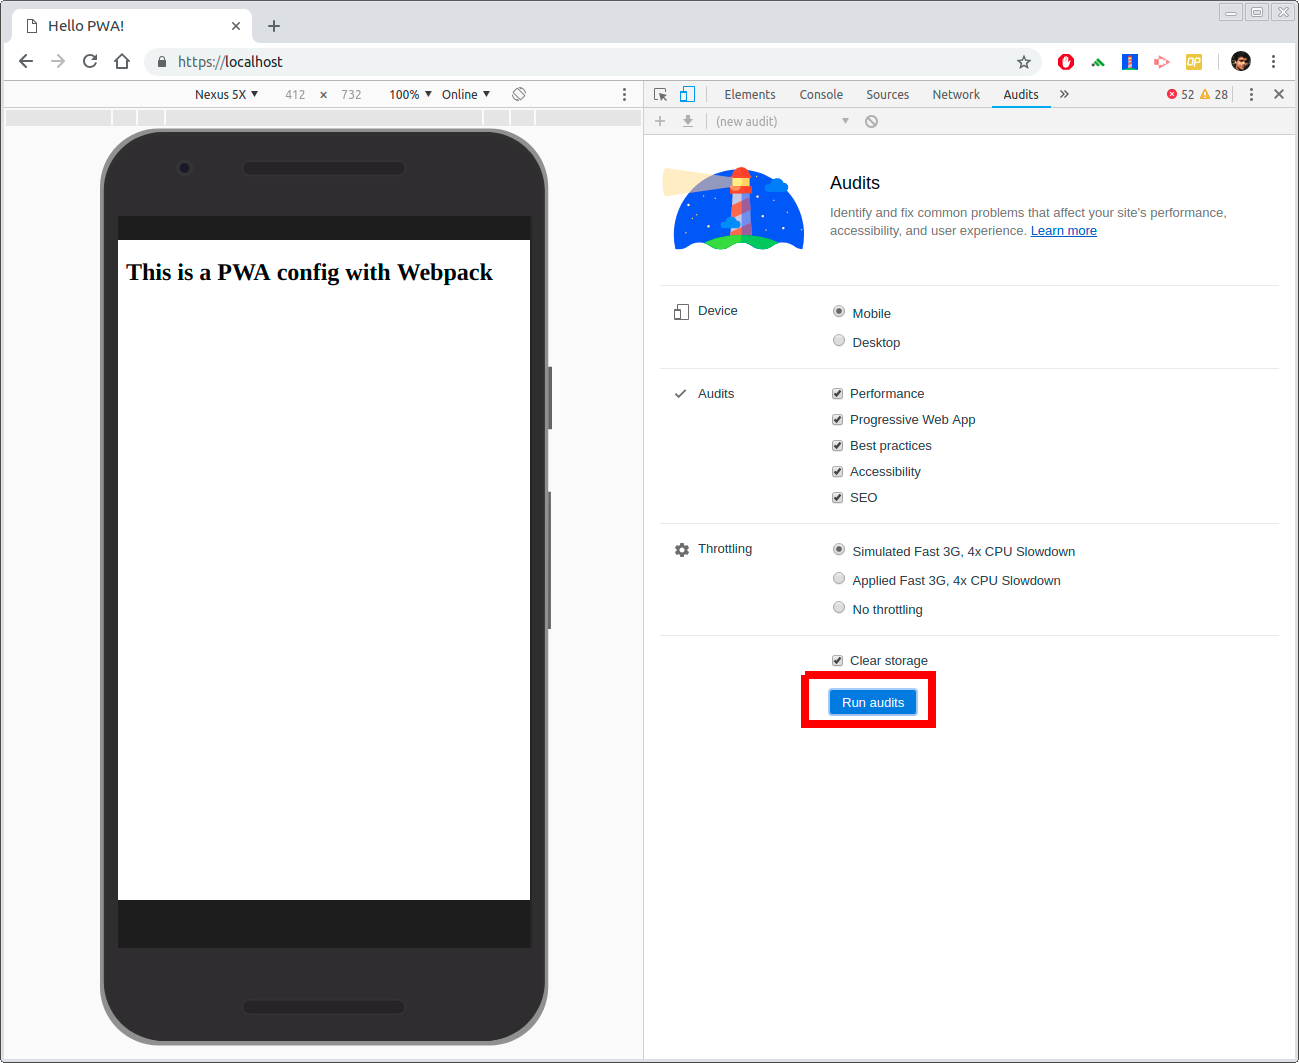 Hello PWA!
https://localhost
Nexus 5X 412 × 732 100% Online
Elements Console Sources Network Audits 52 28
(new audit)
This is a PWA config with Webpack
Audits
Identify and fix common problems that affect your site's performance,
accessibility, and user experience. Learn more
Device
Mobile
Desktop
Audits
Performance
Progressive Web App
Best practices
Accessibility
SEO
Throttling
Simulated Fast 3G, 4x CPU Slowdown
Applied Fast 3G, 4x CPU Slowdown
No throttling
Clear storage
Run audits